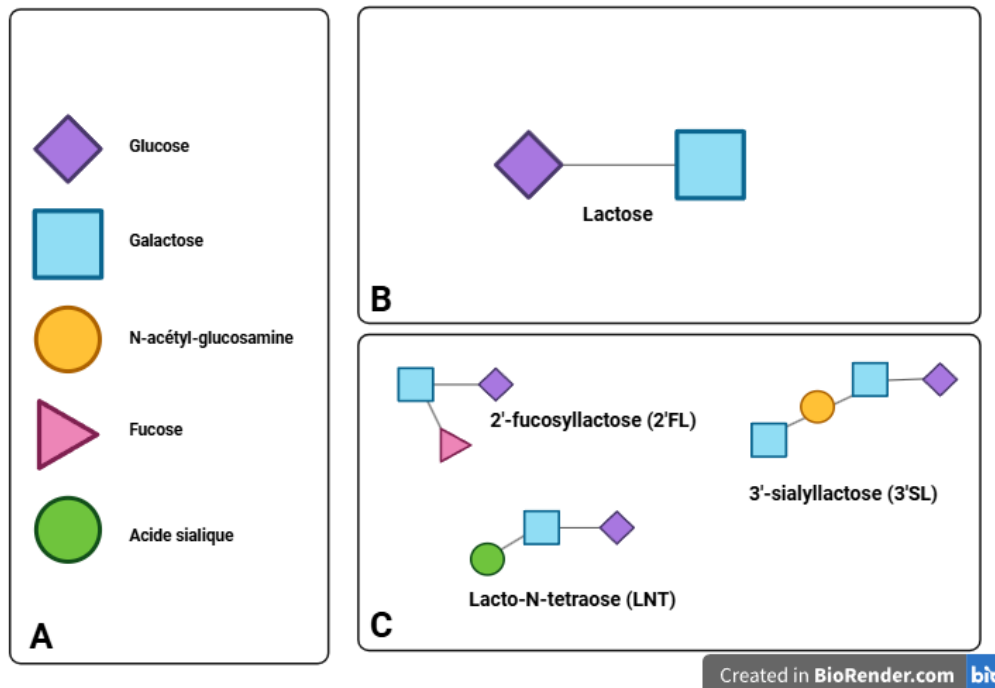 Glucose
Galactose
N-acétyl-glucosamine
Fucose
Acide sialique
A
Lactose
B
2'-fucosyllactose (2'FL)
3'-sialyllactose (3'SL)
Lacto-N-tetraose (LNT)
C
Created in BioRender.com